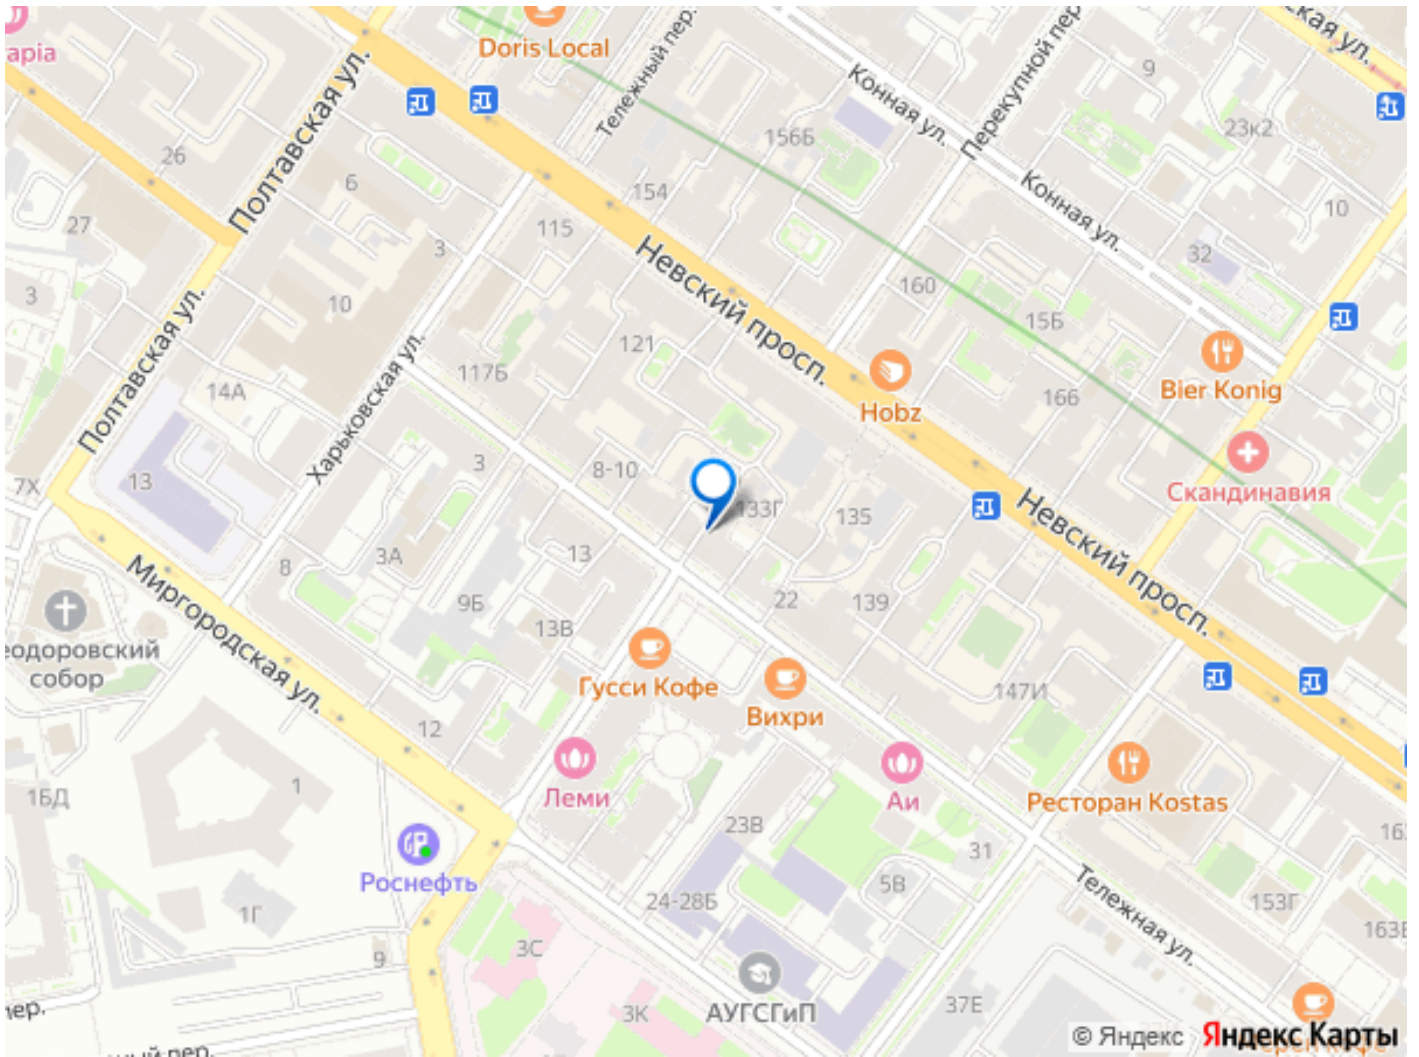 Doris Local
Тележный пер.
Полтавская ул.
Конная ул.
9
23к2
156Б
26
6
154
10
Конная ул.
27
115
3
32
Невский просп.
160
3
10
15Б
121
Полтавская ул.
Харьковская ул.
117Б
14А
Hobz
166
Bier Konig
3
8-10
7Х
13
133Г
135
Скандинавия
Невский просп.
13
3А
8
Миргородская ул.
9Б
22
139
13В
собор
Гусси Кофе
Вихри
147И
12
1
1БД
Леми
Аи
Ресторан Kostas
23В
31
Роснефть
5В
Тележная ул.
24-28Б
153Г
1Г
3С
9
37Е
3К
АУГСГиП
© Яндекс
Яндекс Карты